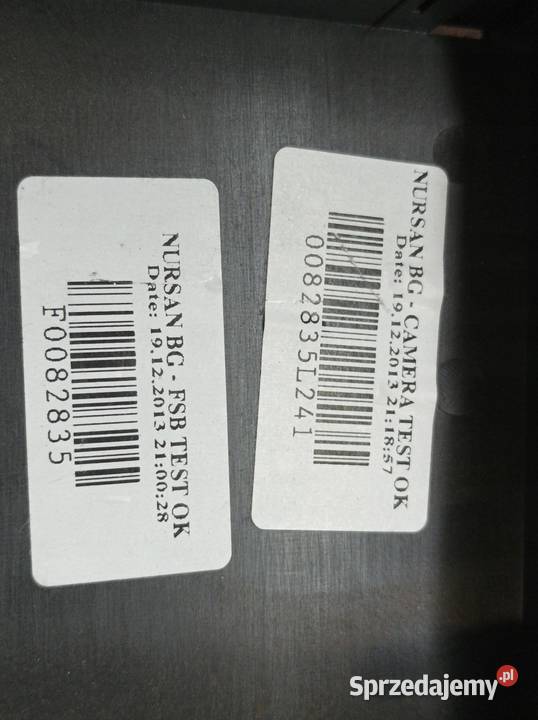 NURSAN BG - FSB TEST OK
Date: 19.12.2013 21:00:28
F0082835
NURSAN BG - CAMERA TEST OK
Date: 19.12.2013 21:18:57
0082835L241
Sprzedajemy.pl